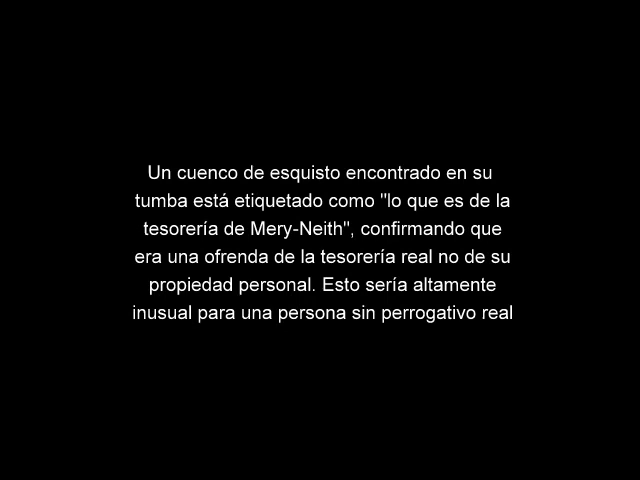 Un cuenco de esquisto encontrado en su
tumba está etiquetado como "lo que es de la
tesorería de Mery-Neith", confirmando que
era una ofrenda de la tesorería real no de su
propiedad personal. Esto sería altamente
inusual para una persona sin perrogativo real